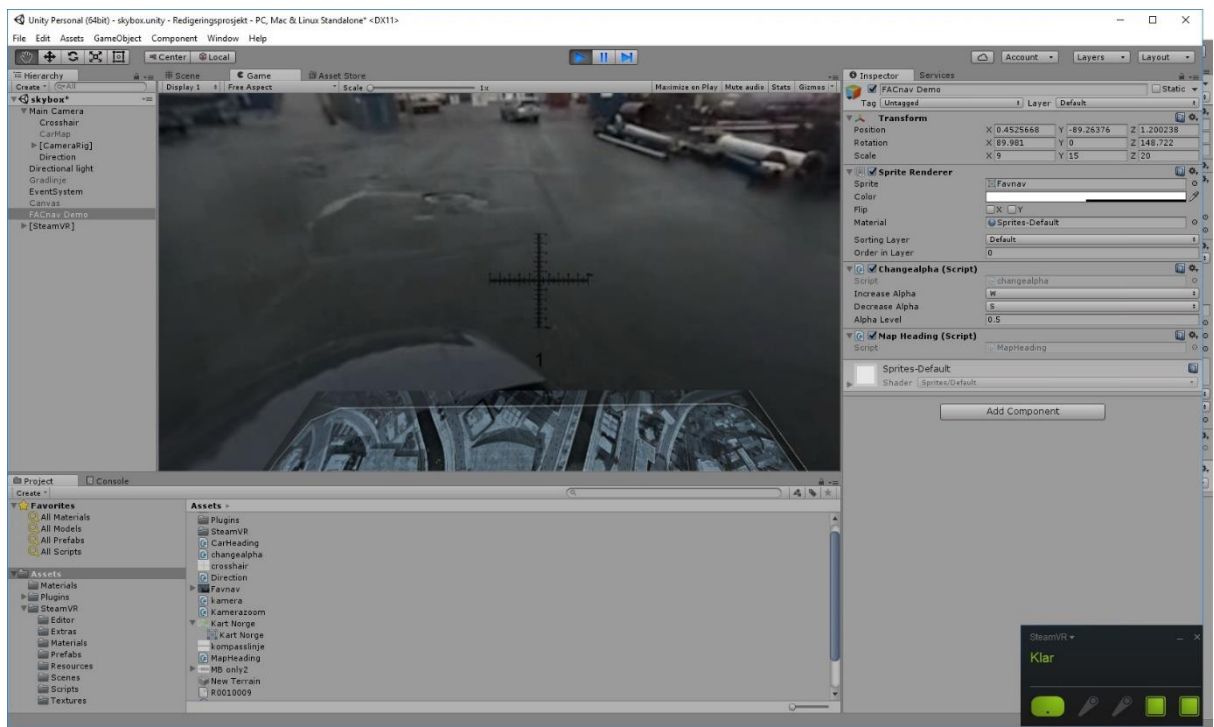 Unity Personal (64bit) - skybox.unity - Redigeringsprosjekt - PC, Mac & Linux Standalone* <DX11>
File Edit Assets GameObject Component Window Help
Center Local Account Layers Layout
Hierarchy
Create
All
skybox*
Main Camera
Crosshair
CarMap
[CameraRig]
Direction
Directional light
Gradlinje
EventSystem
Canvas
FACnav Demo
[SteamVR]
Scene Game Asset Store
Display 1 Free Aspect Scale 1x Maximize on Play Mute audio Stats Gizmos
1
Inspector Services
FACnav Demo Static
Tag Untagged Layer Default
Transform
Position X 0.4525668 Y -89.26376 Z 1.200238
Rotation X 89.981 Y 0 Z 148.722
Scale X 9 Y 15 Z 20
Sprite Renderer
Sprite Favnav
Color
Flip X Y
Material Sprites-Default
Sorting Layer Default
Order in Layer 0
Changealpha (Script)
Script changealpha
Increase Alpha W
Decrease Alpha S
Alpha Level 0.5
Map Heading (Script)
Script MapHeading
Sprites-Default
Shader Sprites/Default
Add Component
Project Console
Create
Favorites
All Materials
All Models
All Prefabs
All Scripts
Assets
Materials
Plugins
SteamVR
Editor
Extras
Materials
Prefabs
Resources
Scenes
Scripts
Textures
Assets
Plugins
SteamVR
CarHeading
changealpha
crosshair
Direction
Favnav
kamera
Kamerazoom
Kart Norge
Kart Norge
kompasslinje
MapHeading
MB only2
New Terrain
R0010009
SteamVR
Klar